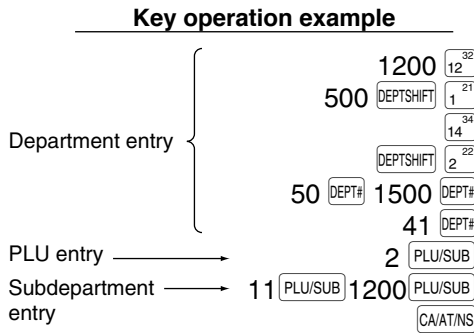 Key operation example
1200 12 32
500 DEPTSHIFT 1 21
14 34
Department entry
DEPTSHIFT 2 22
50 DEPT# 1500 DEPT#
41 DEPT#
PLU entry 2 PLU/SUB
Subdepartment 11 PLU/SUB 1200 PLU/SUB
entry
CA/AT/NS